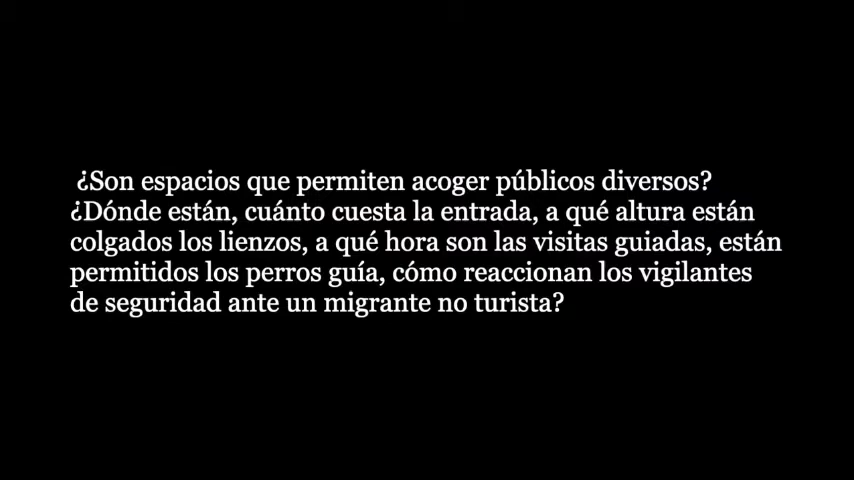 ¿Son espacios que permiten acoger públicos diversos?
¿Dónde están, cuánto cuesta la entrada, a qué altura están
colgados los lienzos, a qué hora son las visitas guiadas, están
permitidos los perros guía, cómo reaccionan los vigilantes
de seguridad ante un migrante no turista?